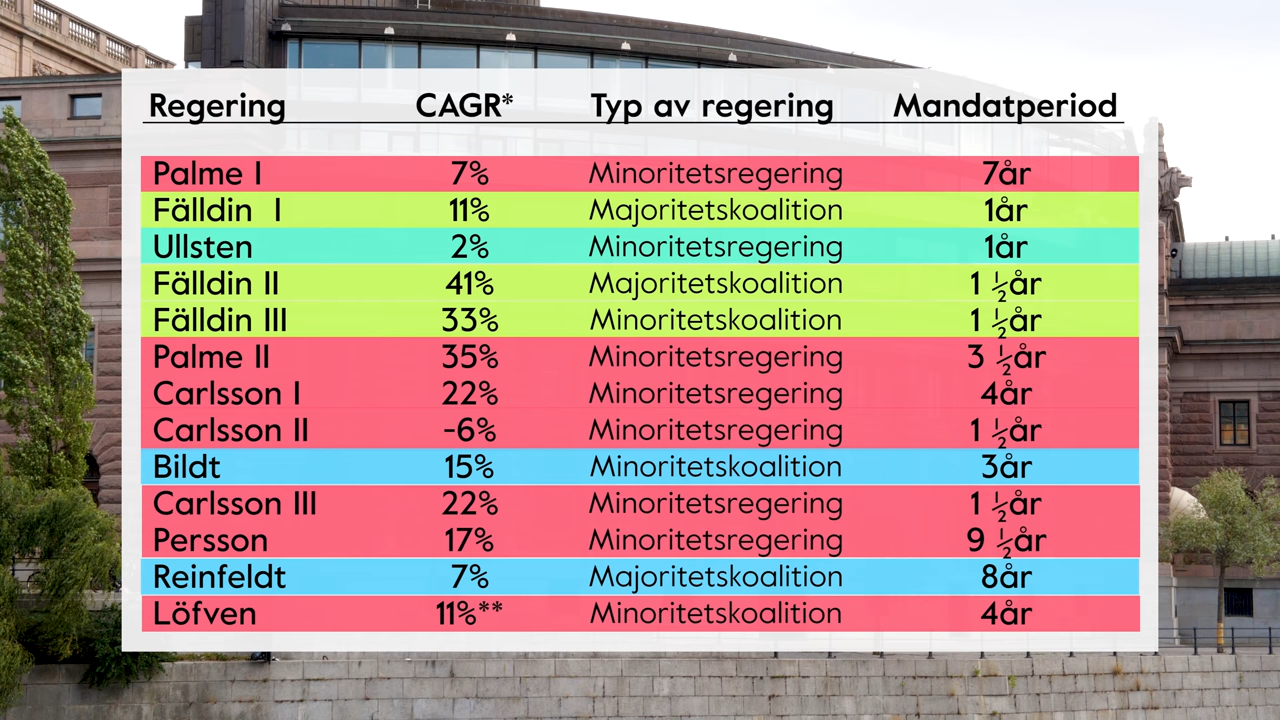 Regering CAGR* Typ av regering Mandatperiod
Palme I 7% Minoritetsregering 7år
Fälldin I 11% Majoritetskoalition 1år
Ullsten 2% Minoritetsregering 1år
Fälldin II 41% Majoritetskoalition 1 ½år
Fälldin III 33% Minoritetskoalition 1 ½år
Palme II 35% Minoritetsregering 3 ½år
Carlsson I 22% Minoritetsregering 4år
Carlsson II -6% Minoritetsregering 1 ½år
Bildt 15% Minoritetskoalition 3år
Carlsson III 22% Minoritetsregering 1 ½år
Persson 17% Minoritetsregering 9 ½år
Reinfeldt 7% Majoritetskoalition 8år
Löfven 11%** Minoritetskoalition 4år